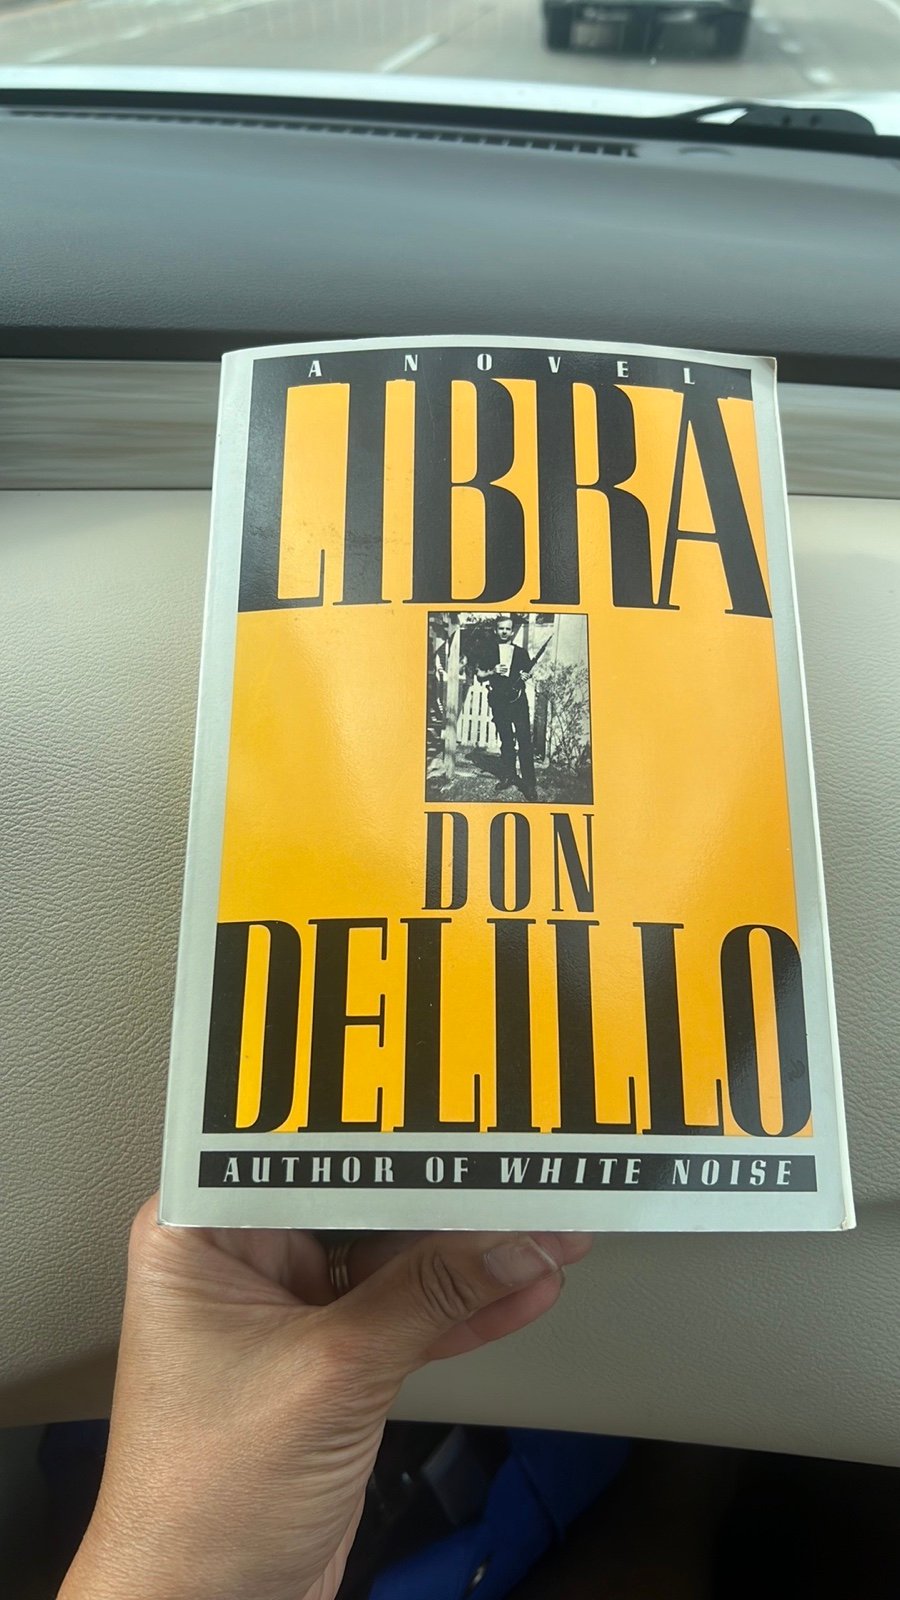 A NOVEL
LIBRA
DON
DELILLO
AUTHOR OF WHITE NOISE